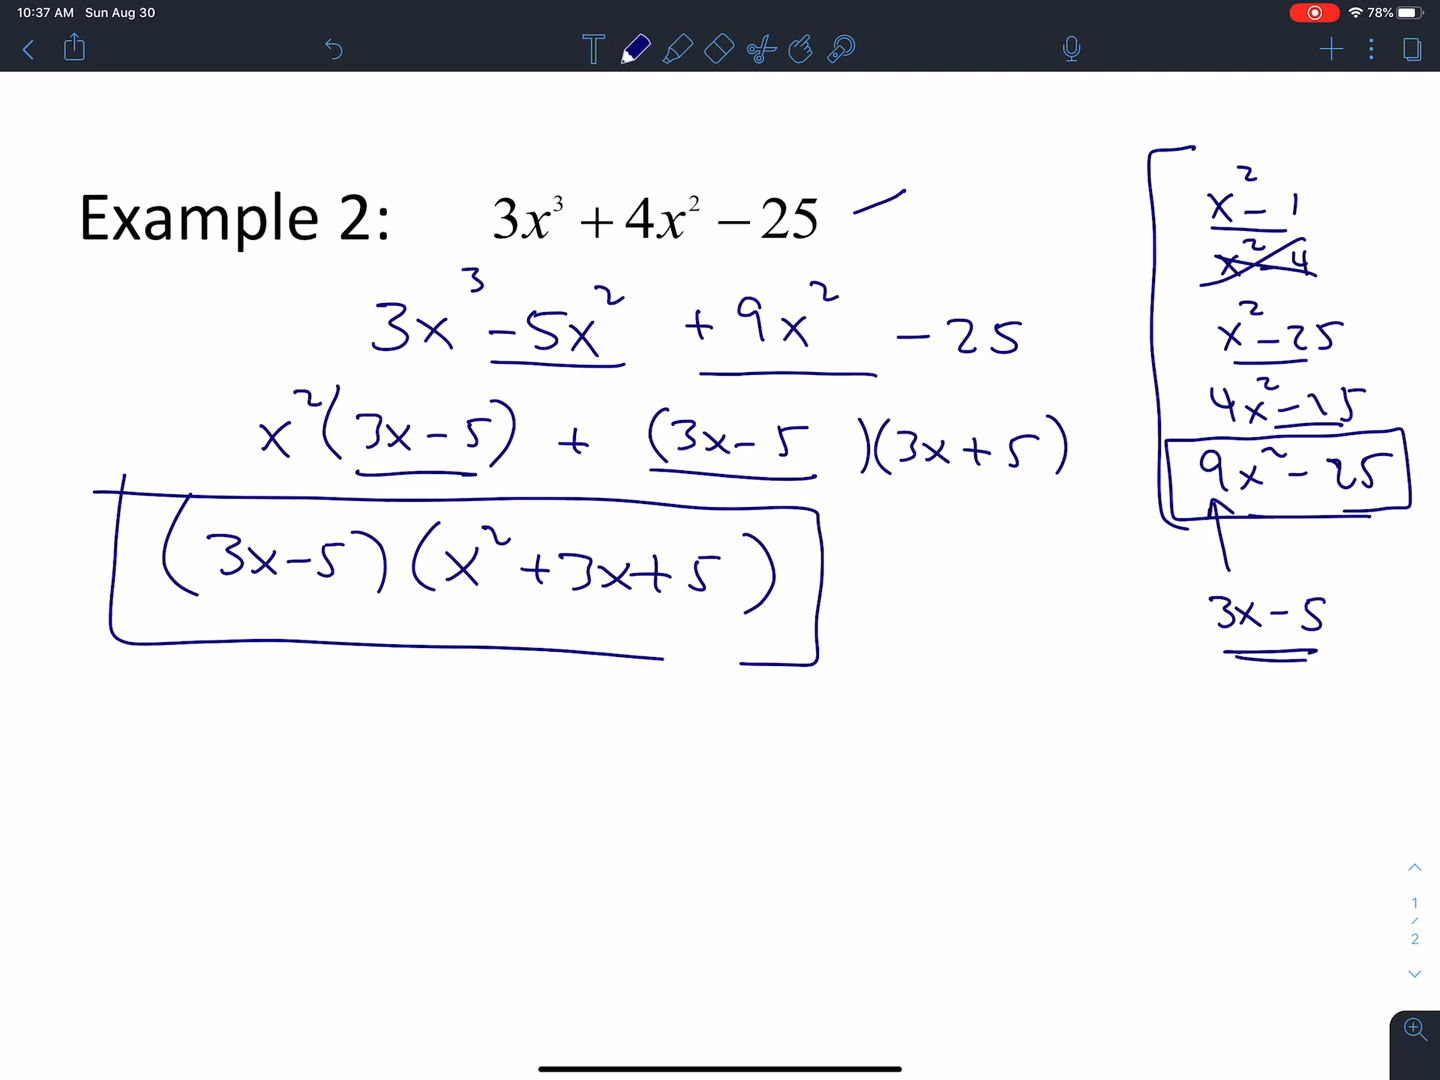 10:37 AM Sun Aug 30
78%
Example 2: 3x³ + 4x² − 25
3x³ − 5x² + 9x² − 25
x²(3x − 5) + (3x − 5)(3x + 5)
(3x − 5)(x² + 3x + 5)
x² − 1
x² − 4
x² − 25
4x² − 25
9x² − 25
3x − 5
1
/
2